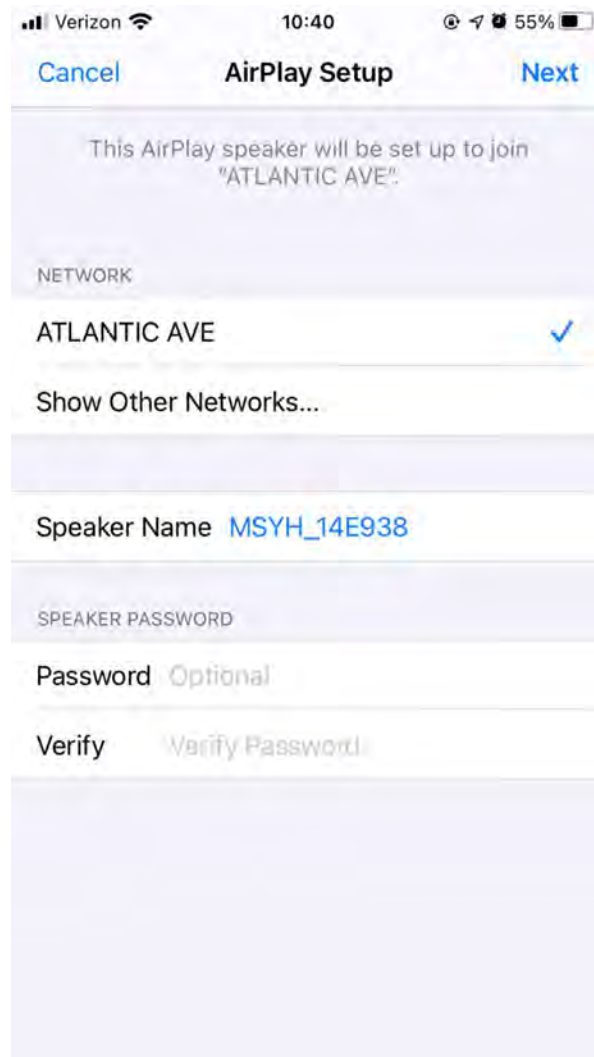 Verizon 10:40 55%
Cancel AirPlay Setup Next
This AirPlay speaker will be set up to join
"ATLANTIC AVE".
NETWORK
ATLANTIC AVE
Show Other Networks...
Speaker Name MSYH_14E938
SPEAKER PASSWORD
Password Optional
Verify Verify Password